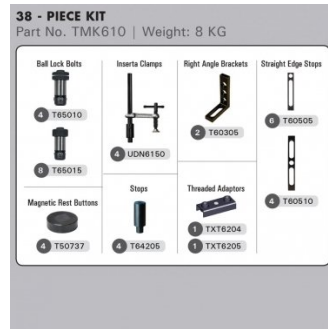 38 - PIECE KIT
Part No. TMK610 | Weight: 8 KG
Ball Lock Bolts
4 T65010
8 T65015
Inserta Clamps
4 UDN6150
Right Angle Brackets
2 T60305
Straight Edge Stops
6 T60505
4 T60510
Magnetic Rest Buttons
4 T50737
Stops
4 T64205
Threaded Adaptors
1 TXT6204
1 TXT6205